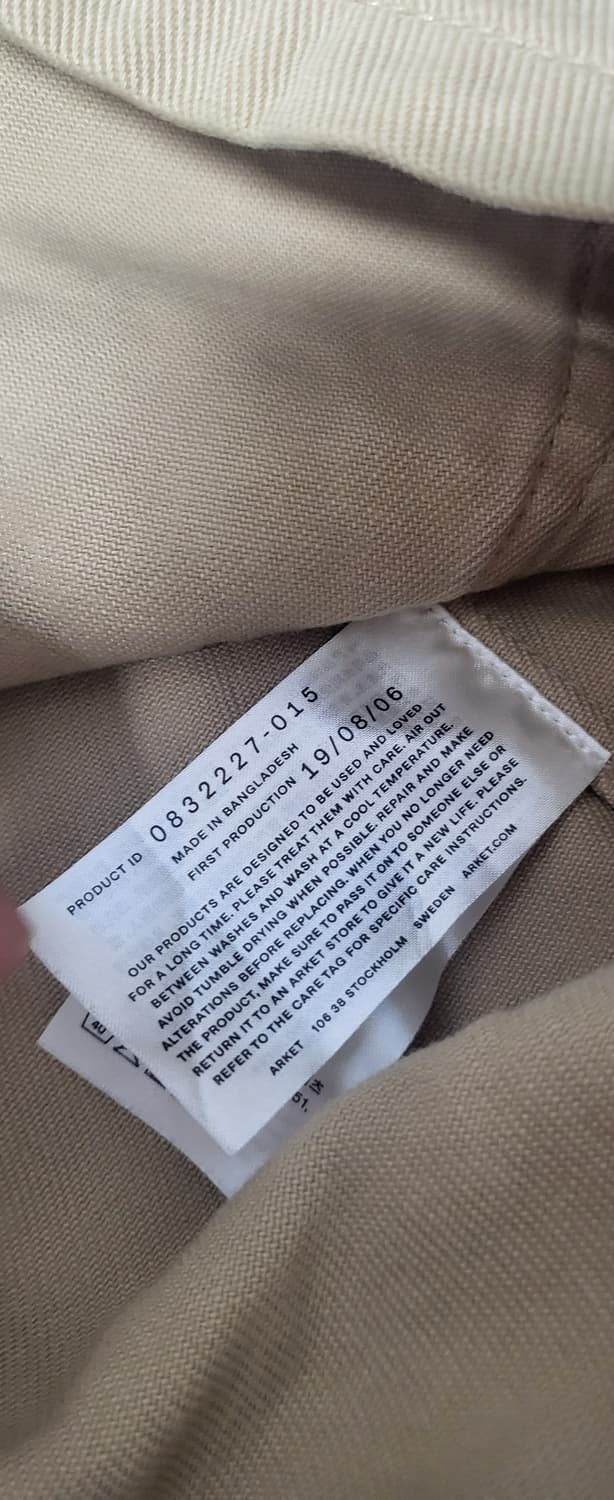 PRODUCT ID 0832227-015
MADE IN BANGLADESH
FIRST PRODUCTION 19/08/06
OUR PRODUCTS ARE DESIGNED TO BE USED AND LOVED
FOR A LONG TIME. PLEASE TREAT THEM WITH CARE. AIR OUT
BETWEEN WASHES AND WASH AT A COOL TEMPERATURE.
AVOID TUMBLE DRYING WHEN POSSIBLE. REPAIR AND MAKE
ALTERATIONS BEFORE REPLACING. WHEN YOU NO LONGER NEED
THE PRODUCT, MAKE SURE TO PASS IT ON TO SOMEONE ELSE OR
RETURN IT TO AN ARKET STORE TO GIVE IT A NEW LIFE. PLEASE
REFER TO THE CARE TAG FOR SPECIFIC CARE INSTRUCTIONS.
ARKET 106 38 STOCKHOLM SWEDEN ARKET.COM
40